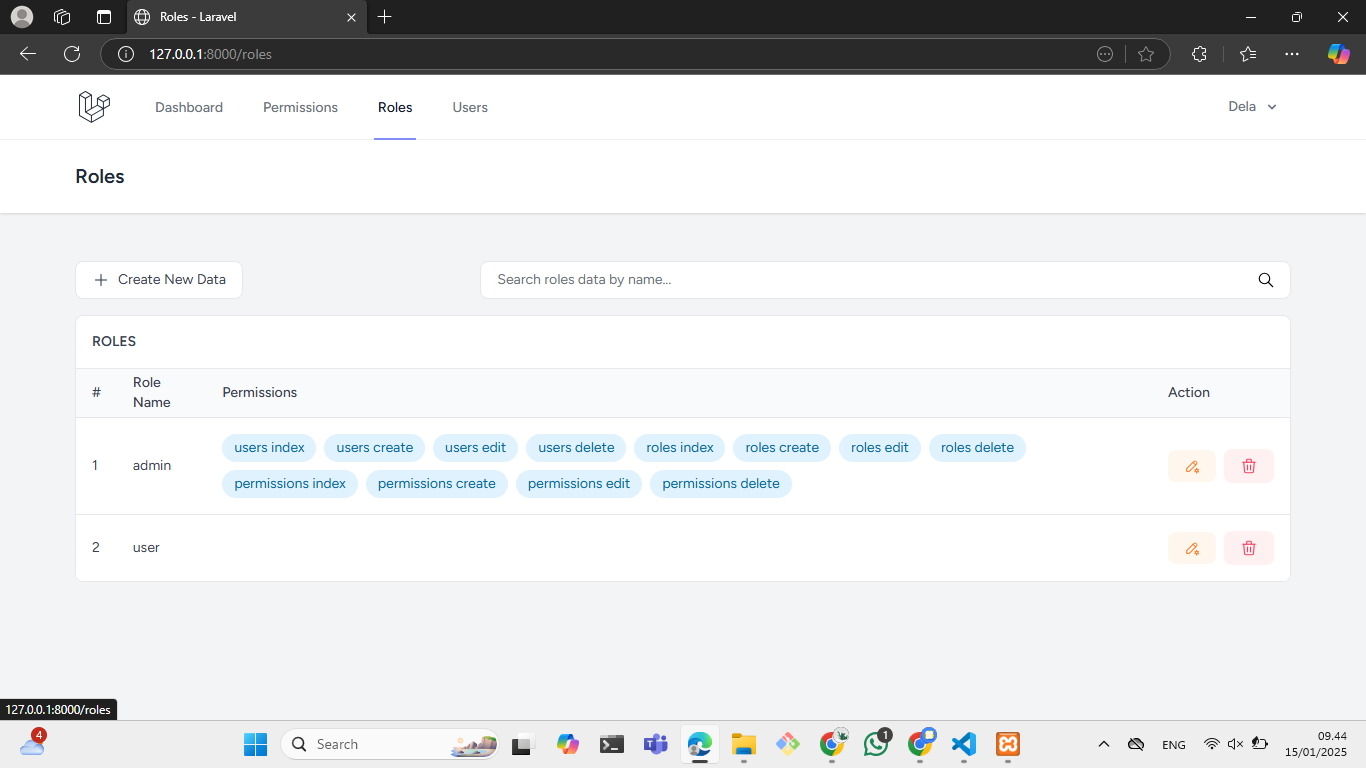 Roles - Laravel
127.0.0.1:8000/roles
Dashboard Permissions Roles Users Dela
Roles
Create New Data Search roles data by name...
ROLES
# Role Name Permissions Action
1 admin users index users create users edit users delete roles index roles create roles edit roles delete
permissions index permissions create permissions edit permissions delete
2 user
127.0.0.1:8000/roles
4 Search 1 ENG 09.44
15/01/2025